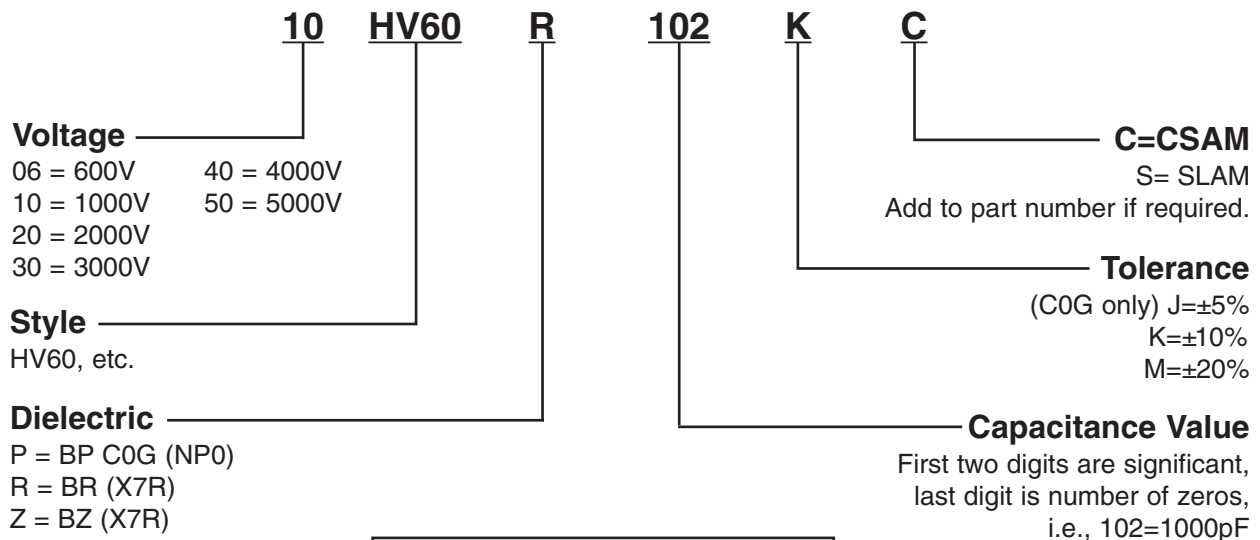 10 HV60 R 102 K C
Voltage
06 = 600V 40 = 4000V
10 = 1000V 50 = 5000V
20 = 2000V
30 = 3000V
Style
HV60, etc.
Dielectric
P = BP C0G (NP0)
R = BR (X7R)
Z = BZ (X7R)
C=CSAM
S= SLAM
Add to part number if required.
Tolerance
(C0G only) J=±5%
K=±10%
M=±20%
Capacitance Value
First two digits are significant,
last digit is number of zeros,
i.e., 102=1000pF